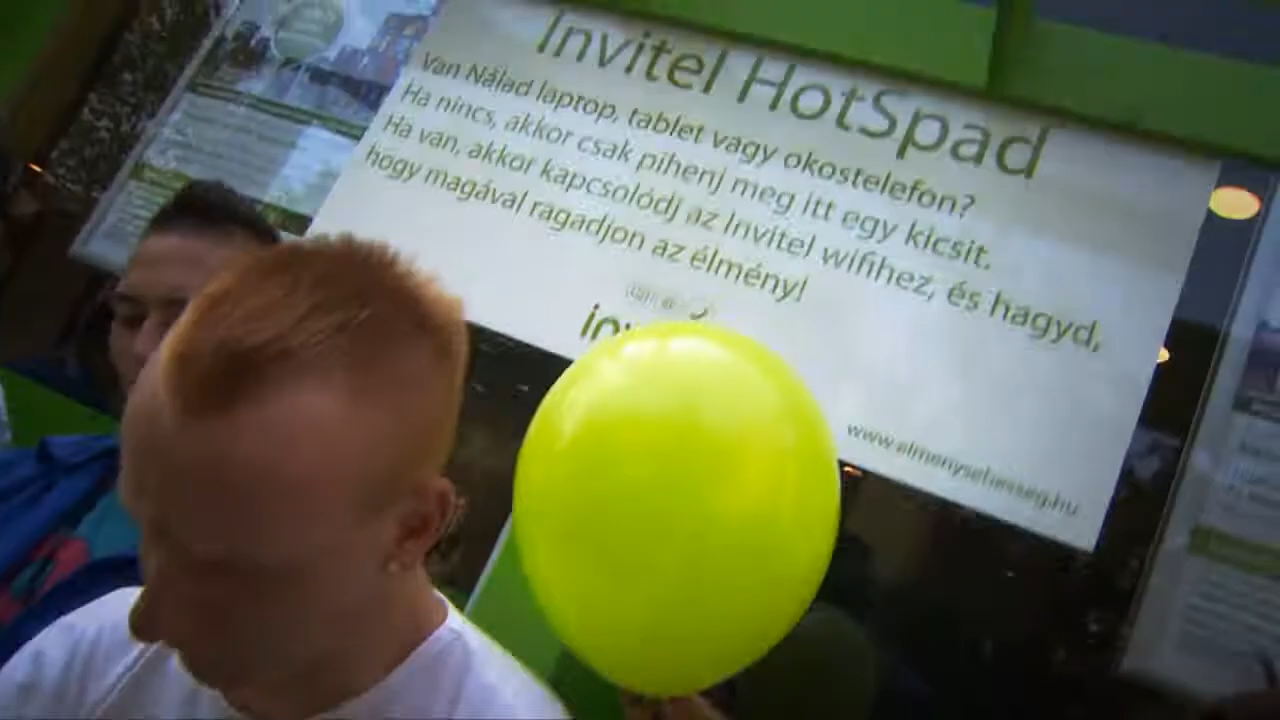 Invitel HotSpad
Van Nálad laptop, tablet vagy okostelefon?
Ha nincs, akkor csak pihenj meg itt egy kicsit.
Ha van, akkor kapcsolódj az Invitel wifihez, és hagyd,
hogy magával ragadjon az élmény!
www.elmenysebesseg.hu